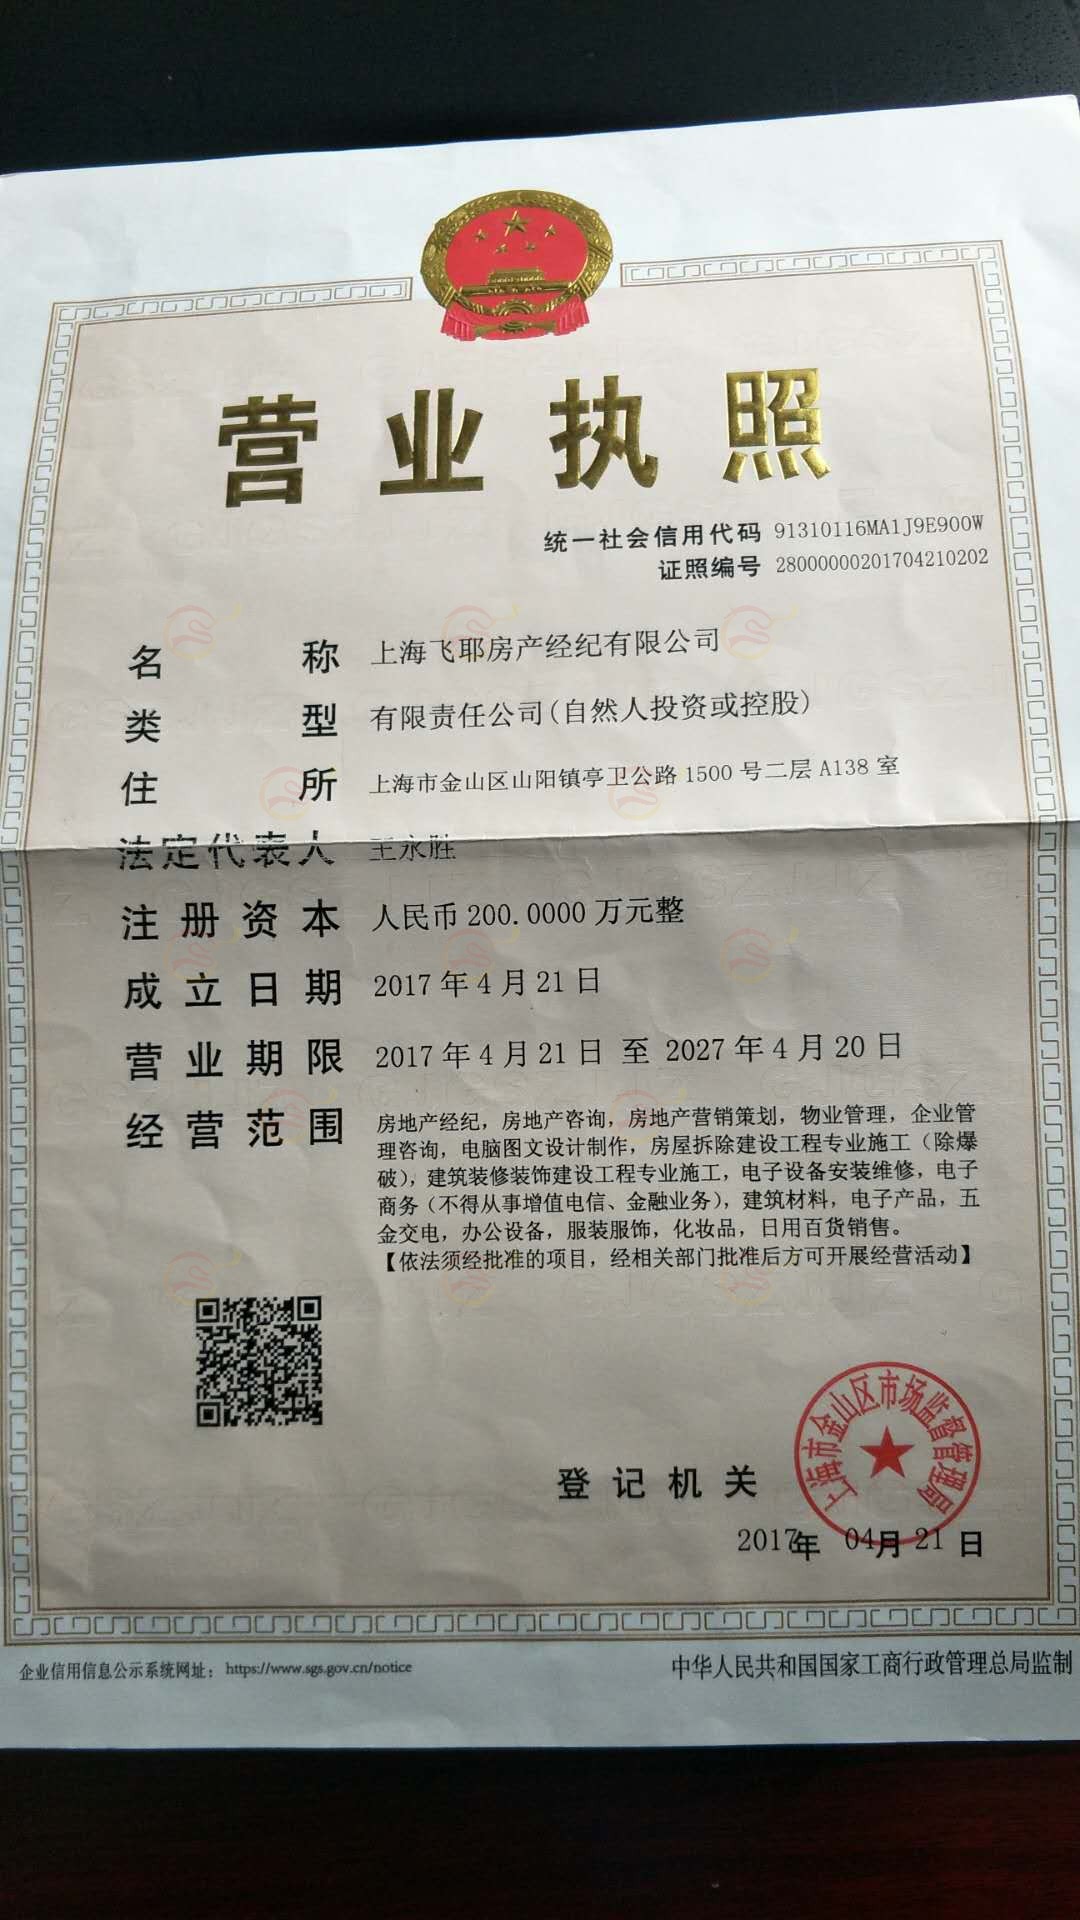 营业执照
统一社会信用代码 91310116MA1J9E900W
证照编号 28000000201704210202
名称 上海飞耶房产经纪有限公司
类型 有限责任公司(自然人投资或控股)
住所 上海市金山区山阳镇亭卫公路1500号二层A138室
法定代表人 王永胜
注册资本 人民币200.0000万元整
成立日期 2017年4月21日
营业期限 2017年4月21日 至 2027年4月20日
经营范围 房地产经纪，房地产咨询，房地产营销策划，物业管理，企业管
理咨询，电脑图文设计制作，房屋拆除建设工程专业施工（除爆
破），建筑装修装饰建设工程专业施工，电子设备安装维修，电子
商务（不得从事增值电信、金融业务），建筑材料，电子产品，五
金交电，办公设备，服装服饰，化妆品，日用百货销售。
【依法须经批准的项目，经相关部门批准后方可开展经营活动】
上海市金山区市场监督管理局
登记机关
2017年 04月 21日
企业信用信息公示系统网址：https://www.sgs.gov.cn/notice
中华人民共和国国家工商行政管理总局监制